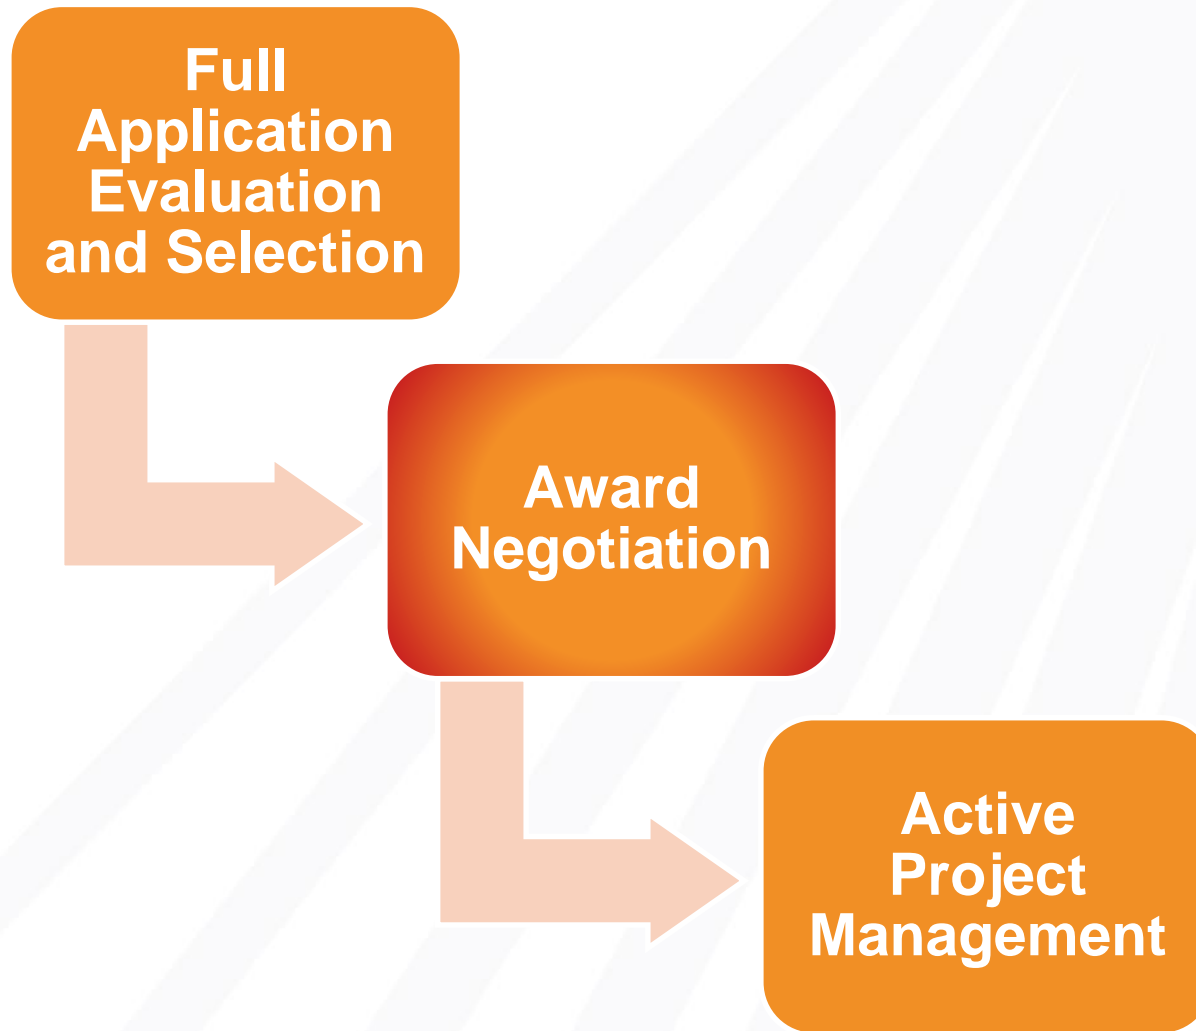 Full
Application
Evaluation
and Selection
Award
Negotiation
Active
Project
Management